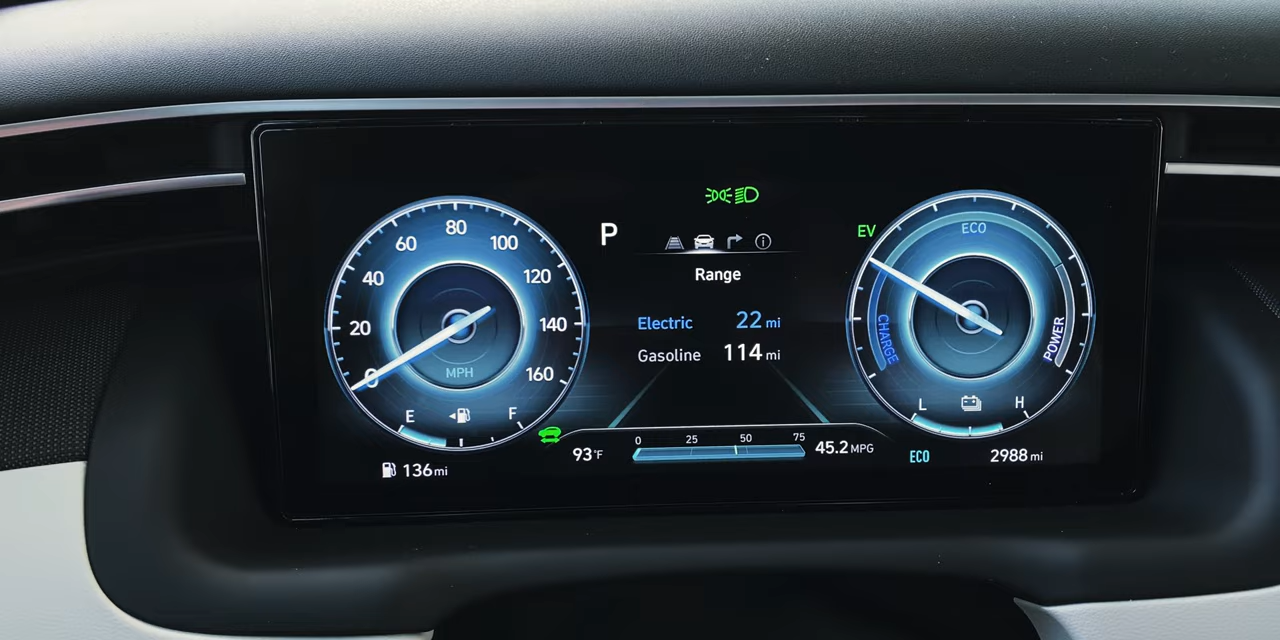 80
60
100
40
120
20
140
0
160
MPH
E
F
136 mi
P
Range
Electric 22 mi
Gasoline 114 mi
93°F
0 25 50 75
45.2 MPG
EV
ECO
CHARGE
POWER
L
H
ECO
2988 mi